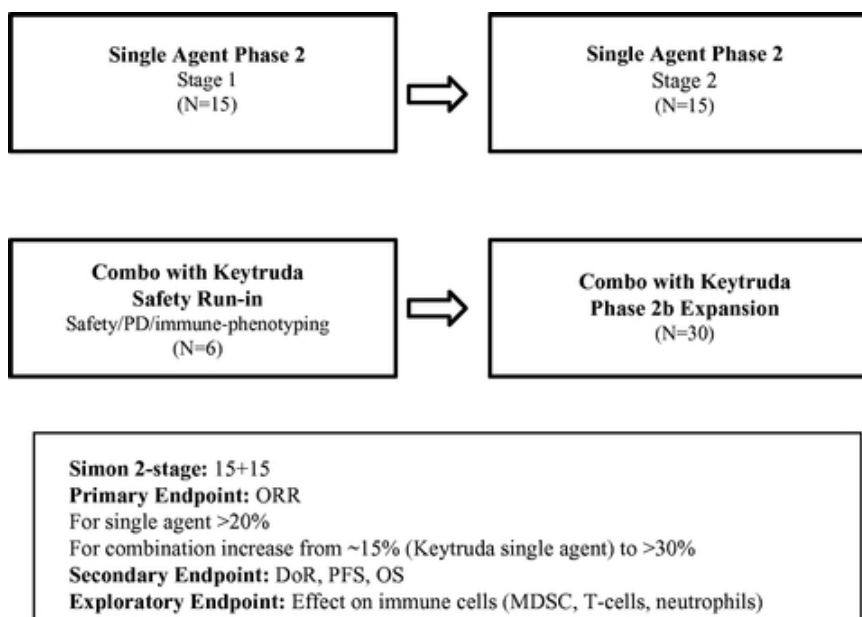 Single Agent Phase 2
Stage 1
(N=15)
Single Agent Phase 2
Stage 2
(N=15)
Combo with Keytruda
Safety Run-in
Safety/PD/immune-phenotyping
(N=6)
Combo with Keytruda
Phase 2b Expansion
(N=30)
Simon 2-stage: 15+15
Primary Endpoint: ORR
For single agent >20%
For combination increase from ~15% (Keytruda single agent) to >30%
Secondary Endpoint: DoR, PFS, OS
Exploratory Endpoint: Effect on immune cells (MDSC, T-cells, neutrophils)